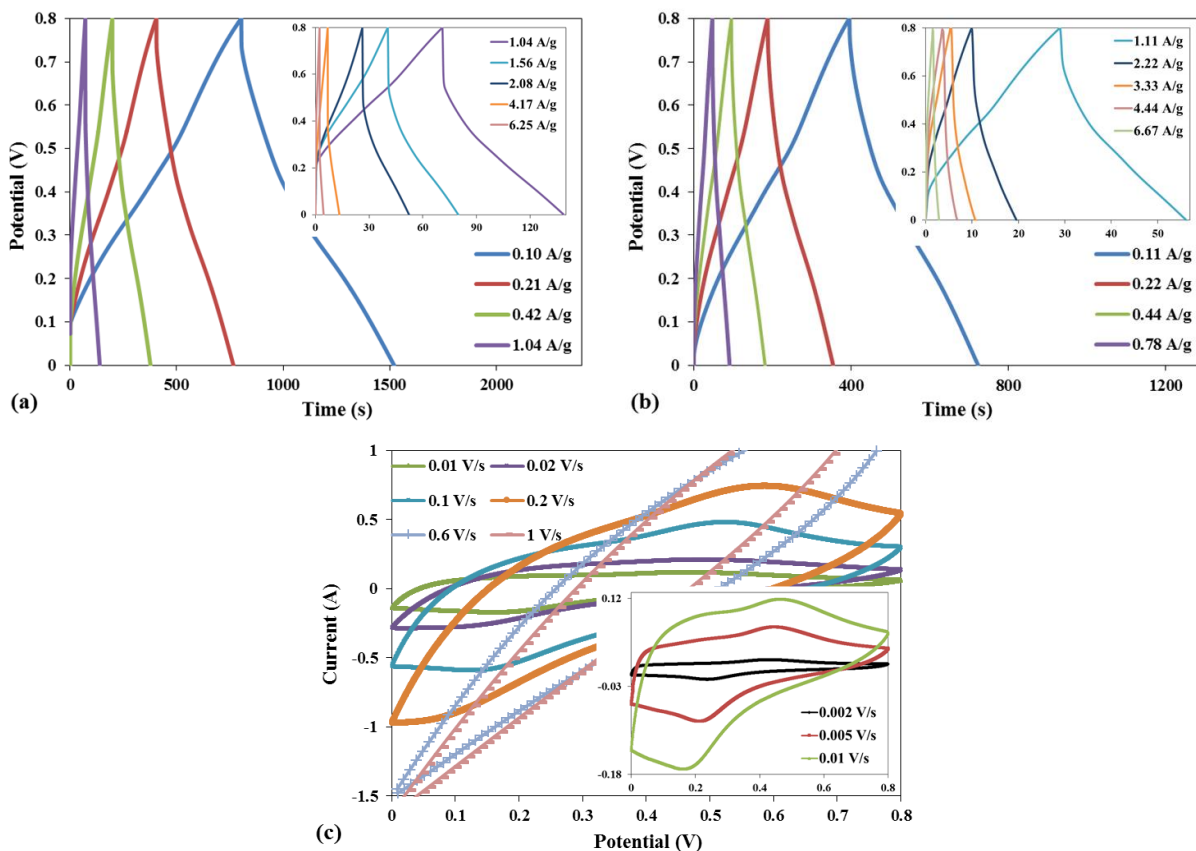 0.8
0.7
0.6
0.5
0.4
0.3
0.2
0.1
0
Potential (V)
0 500 1000 1500 2000
Time (s)
(a)
0.10 A/g
0.21 A/g
0.42 A/g
1.04 A/g
0.8
0.6
0.4
0.2
0
0 30 60 90 120
1.04 A/g
1.56 A/g
2.08 A/g
4.17 A/g
6.25 A/g
0.8
0.7
0.6
0.5
0.4
0.3
0.2
0.1
0
Potential (V)
0 400 800 1200
Time (s)
(b)
0.11 A/g
0.22 A/g
0.44 A/g
0.78 A/g
0.8
0.6
0.4
0.2
0
0 10 20 30 40 50
1.11 A/g
2.22 A/g
3.33 A/g
4.44 A/g
6.67 A/g
1
0.5
0
-0.5
-1
-1.5
Current (A)
0.01 V/s 0.02 V/s
0.1 V/s 0.2 V/s
0.6 V/s 1 V/s
0 0.1 0.2 0.3 0.4 0.5 0.6 0.7 0.8
Potential (V)
(c)
0.12
-0.03
-0.18
0 0.2 0.4 0.6 0.8
0.002 V/s
0.005 V/s
0.01 V/s